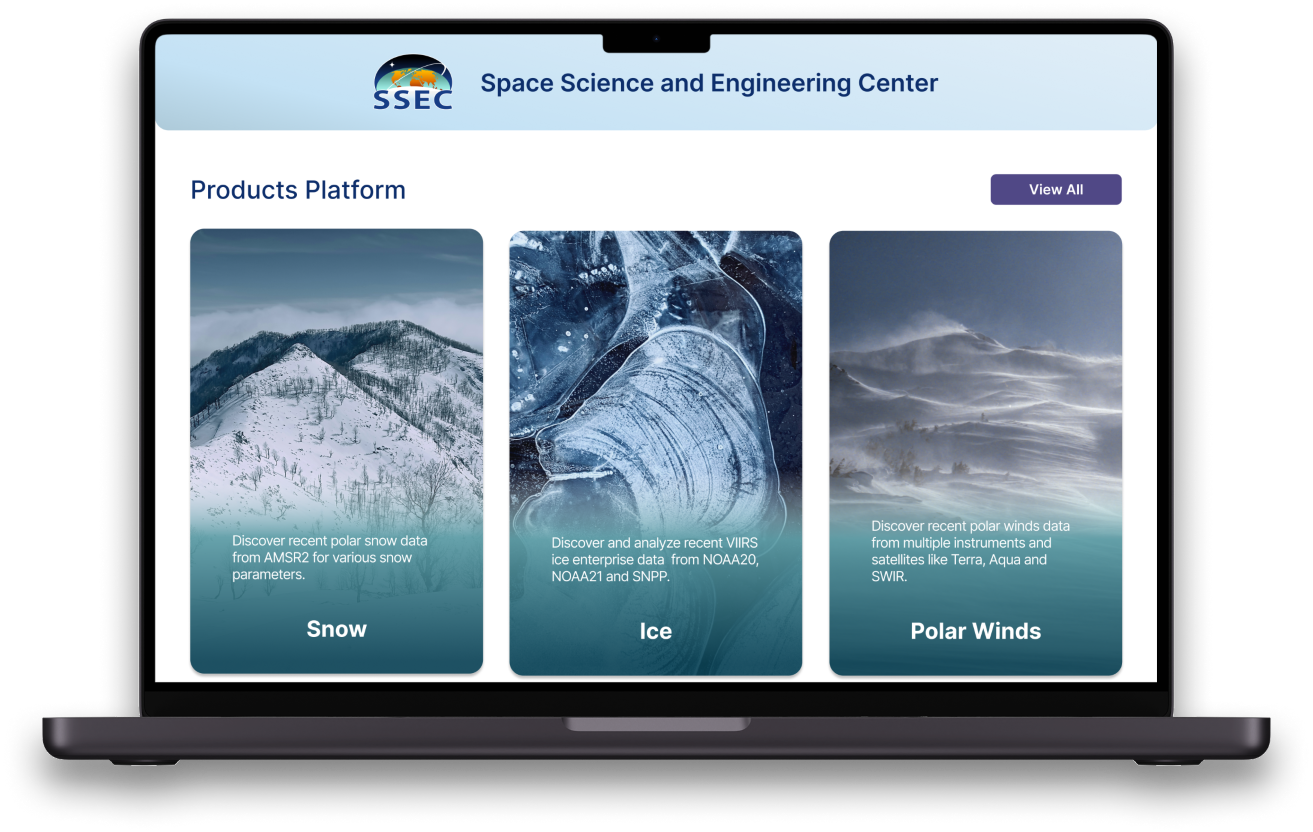 SSEC
Space Science and Engineering Center
Products Platform
View All
Discover recent polar snow data
from AMSR2 for various snow
parameters.
Snow
Discover and analyze recent VIIRS
ice enterprise data  from NOAA20,
NOAA21 and SNPP.
Ice
Discover recent polar winds data
from multiple instruments and
satellites like Terra, Aqua and
SWIR.
Polar Winds